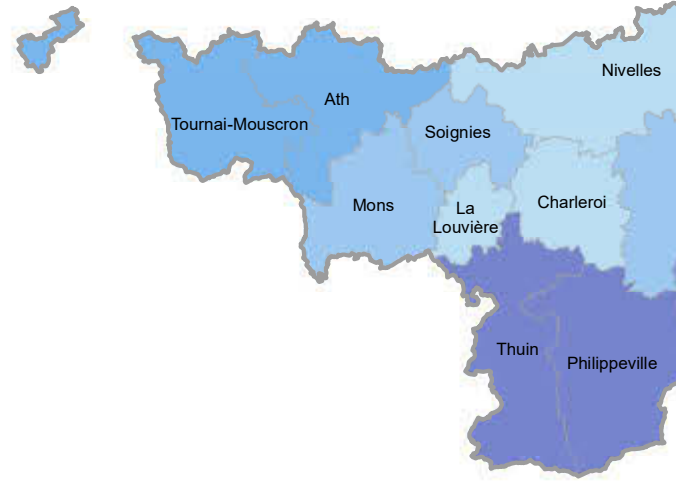 Nivelles
Ath
Tournai-Mouscron
Soignies
Mons
La
Louvière
Charleroi
Thuin
Philippeville